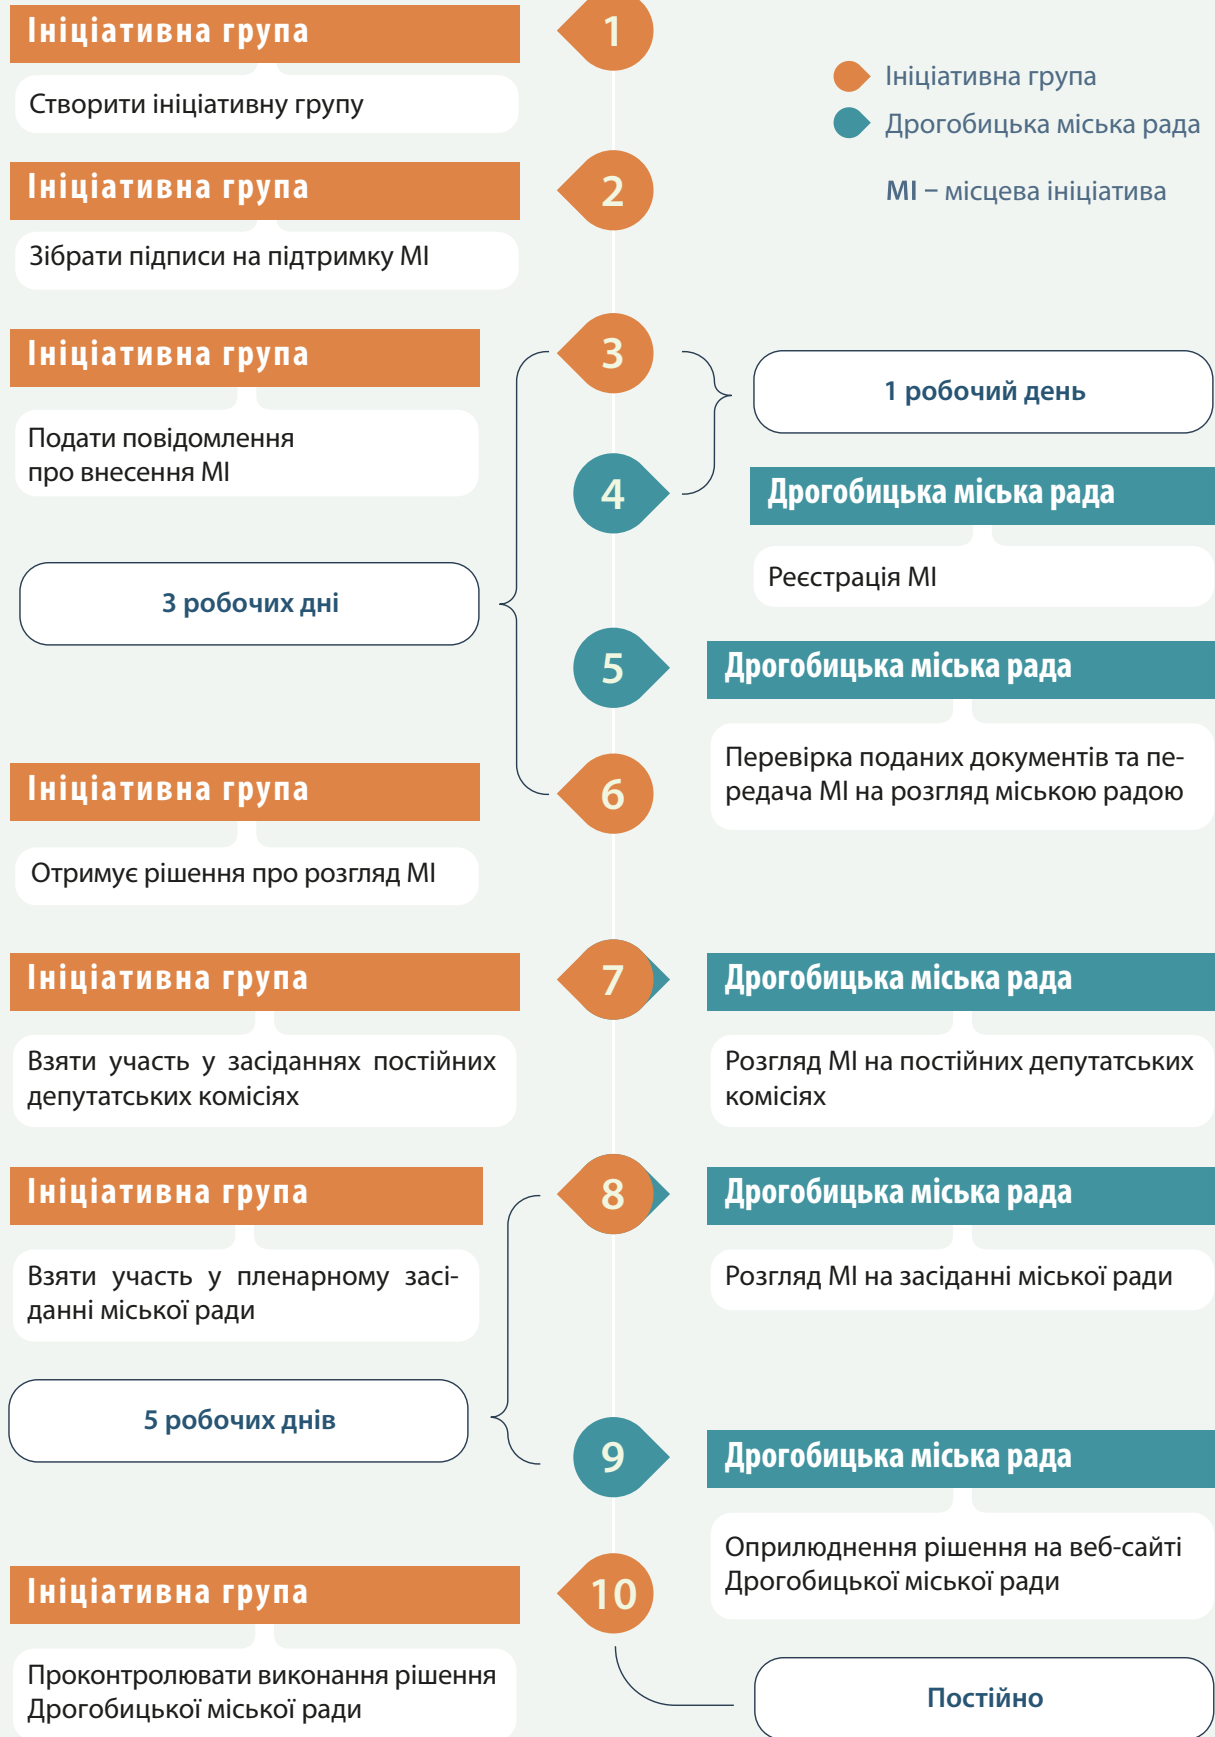 Ініціативна група
1
Створити ініціативну групу
Ініціативна група
Дрогобицька міська рада
МІ – місцева ініціатива
Ініціативна група
2
Зібрати підписи на підтримку МІ
Ініціативна група
3
Подати повідомлення
про внесення МІ
1 робочий день
4
Дрогобицька міська рада
Реєстрація МІ
3 робочих дні
5
Дрогобицька міська рада
Перевірка поданих документів та пе-
редача МІ на розгляд міською радою
Ініціативна група
6
Отримує рішення про розгляд МІ
Ініціативна група
7
Дрогобицька міська рада
Взяти участь у засіданнях постійних
депутатських комісіях
Розгляд МІ на постійних депутатських
комісіях
Ініціативна група
8
Дрогобицька міська рада
Взяти участь у пленарному засі-
данні міської ради
Розгляд МІ на засіданні міської ради
5 робочих днів
9
Дрогобицька міська рада
Оприлюднення рішення на веб-сайті
Дрогобицької міської ради
Ініціативна група
10
Проконтролювати виконання рішення
Дрогобицької міської ради
Постійно